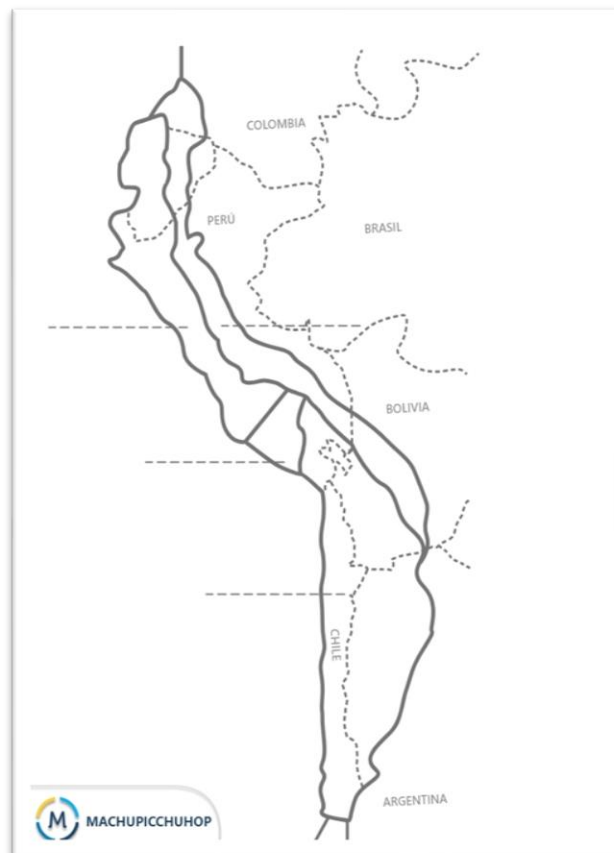 COLOMBIA
PERÚ
BRASIL
BOLIVIA
CHILE
ARGENTINA
M MACHUPICCHUHOP